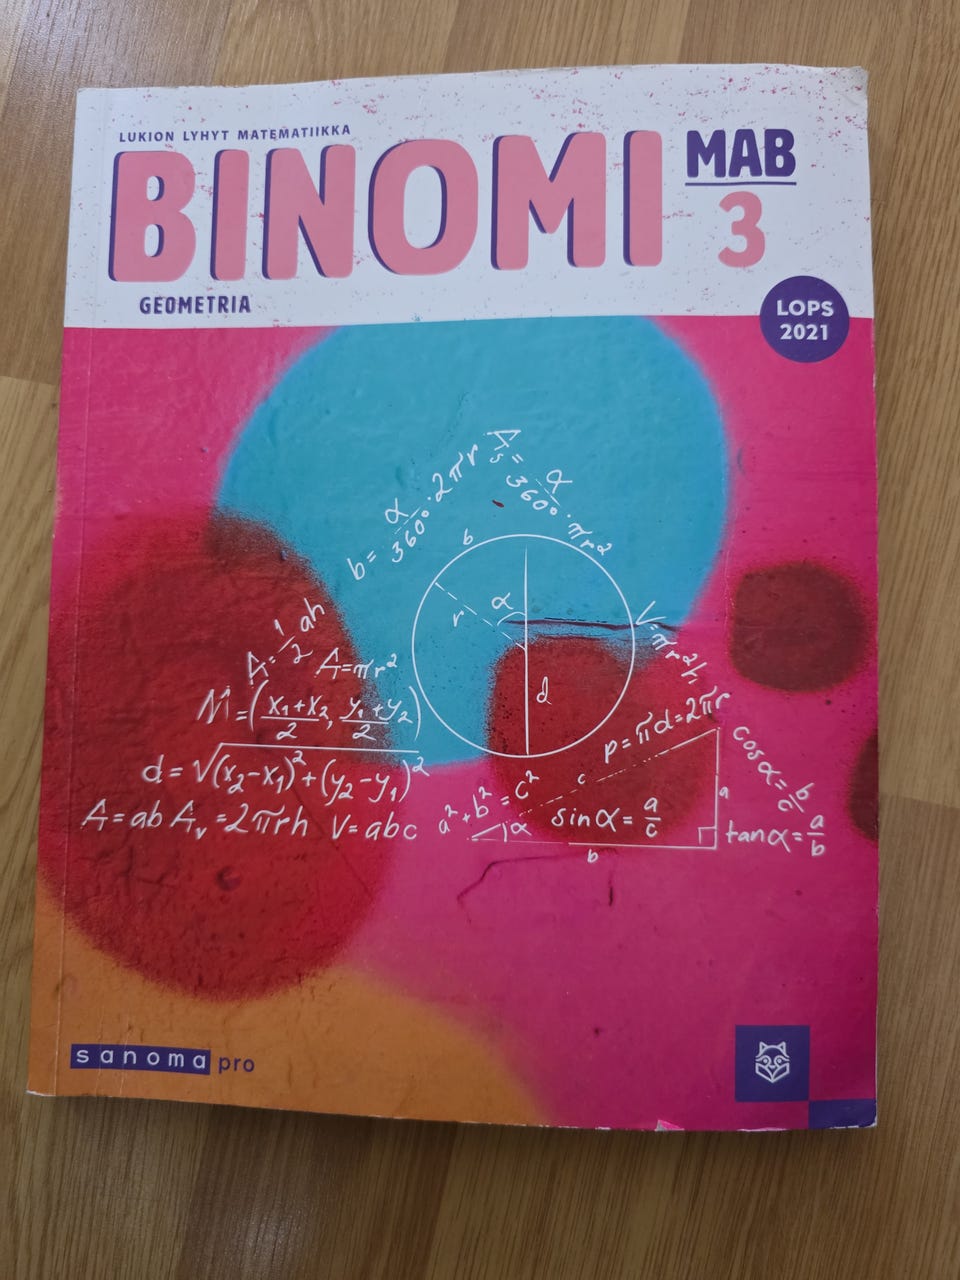 LUKION LYHYT MATEMATIIKKA
BINOMI
MAB
3
GEOMETRIA
LOPS
2021
b = α/360° · 2πr
Aₛ = α/360° · πr²
b
r
α
d
A = 1/2 ah
A = πr²
V = πr²h
M = (x₁+x₂/2, y₁+y₂/2)
p = πd = 2πr
d = √(x₂−x₁)²+(y₂−y₁)²
cos α = b/c
A = ab Aᵥ = 2πrh V = abc
a² + b² = c²
c
α
sin α = a/c
a
tan α = a/b
b
sanoma pro